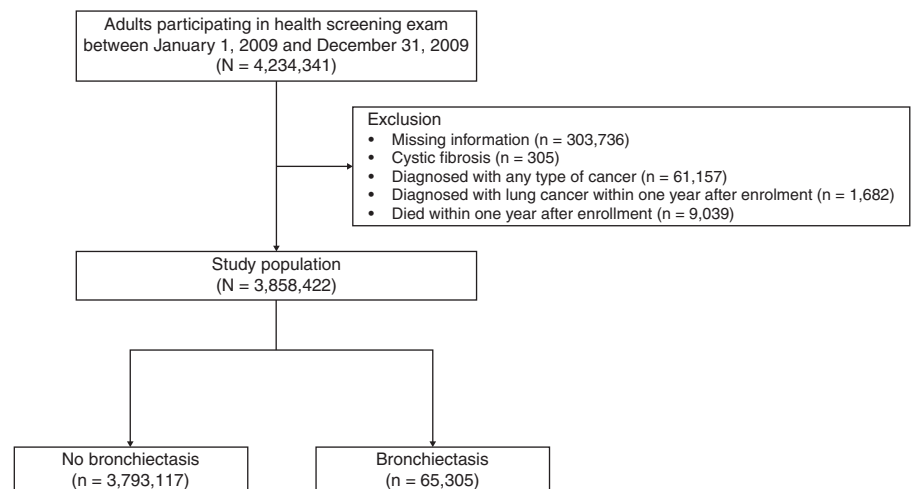 Adults participating in health screening exam
between January 1, 2009 and December 31, 2009
(N = 4,234,341)
Exclusion
• Missing information (n = 303,736)
• Cystic fibrosis (n = 305)
• Diagnosed with any type of cancer (n = 61,157)
• Diagnosed with lung cancer within one year after enrolment (n = 1,682)
• Died within one year after enrollment (n = 9,039)
Study population
(N = 3,858,422)
No bronchiectasis
(n = 3,793,117)
Bronchiectasis
(n = 65,305)